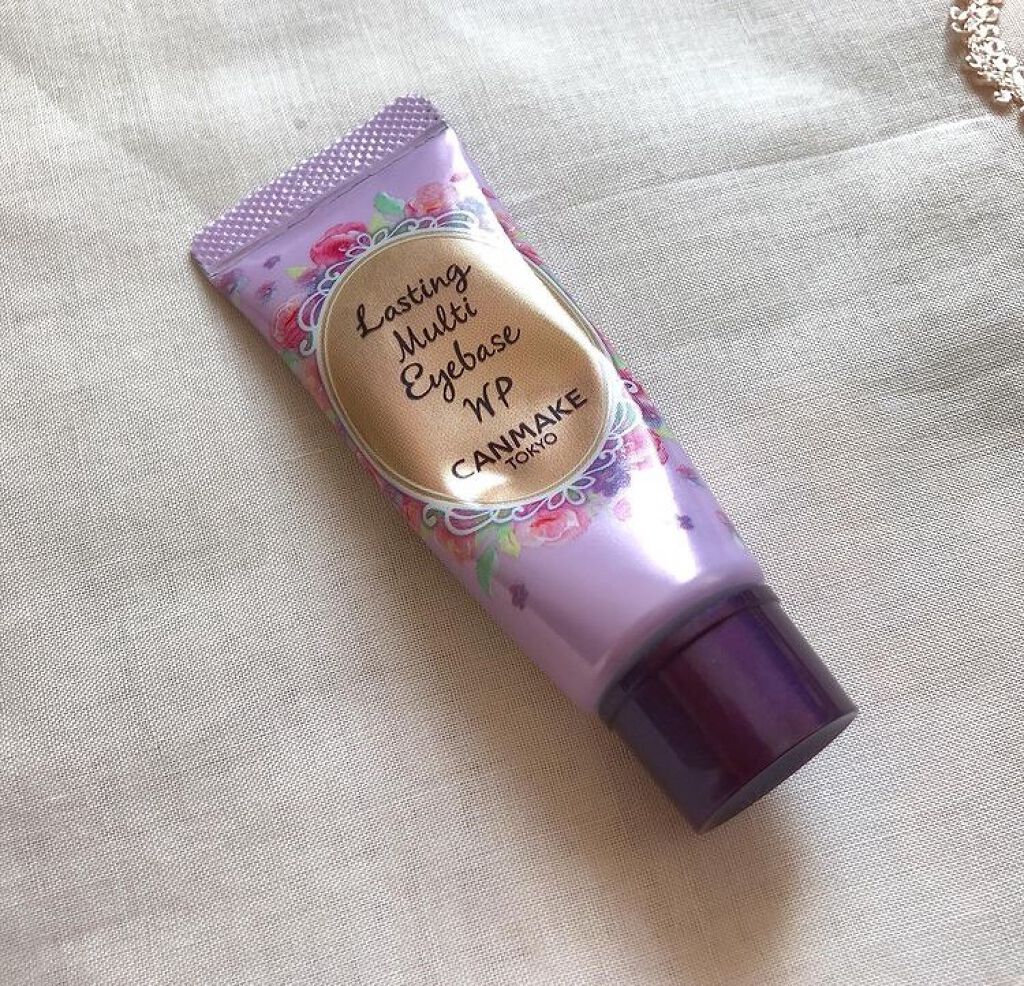 Lasting
Multi
Eyebase
WP
CANMAKE
TOKYO